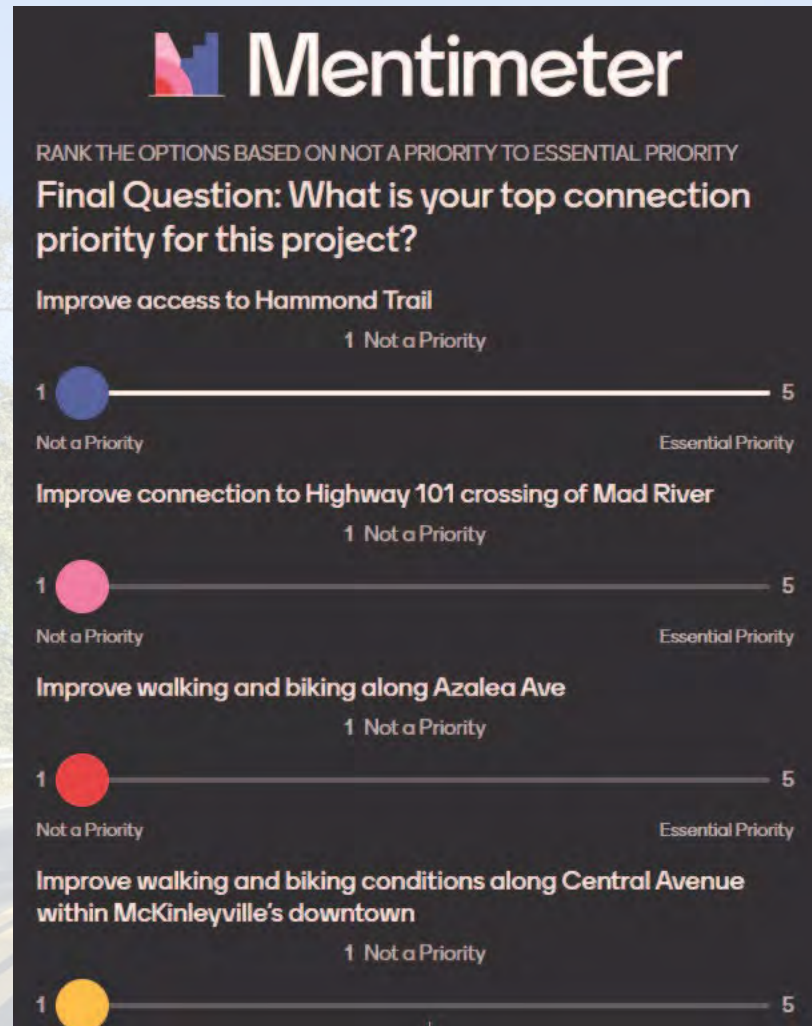 Mentimeter
RANK THE OPTIONS BASED ON NOT A PRIORITY TO ESSENTIAL PRIORITY
Final Question: What is your top connection
priority for this project?
Improve access to Hammond Trail
1 Not a Priority
1 5
Not a Priority Essential Priority
Improve connection to Highway 101 crossing of Mad River
1 Not a Priority
1 5
Not a Priority Essential Priority
Improve walking and biking along Azalea Ave
1 Not a Priority
1 5
Not a Priority Essential Priority
Improve walking and biking conditions along Central Avenue
within McKinleyville's downtown
1 Not a Priority
1 5